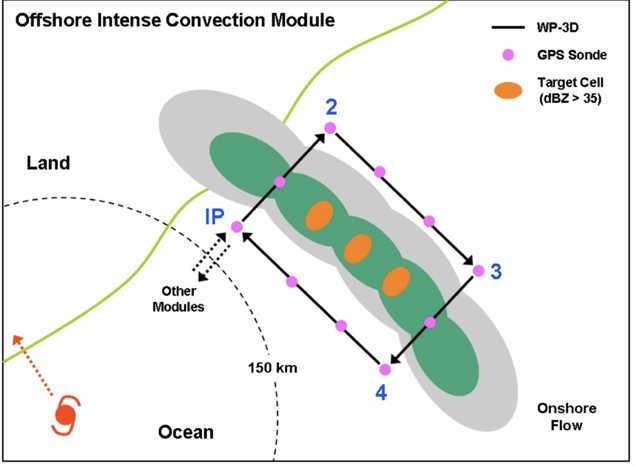 Offshore Intense Convection Module
WP-3D
GPS Sonde
Target Cell
(dBZ > 35)
2
Land
IP
3
Other
Modules
150 km
4
Onshore
Flow
Ocean